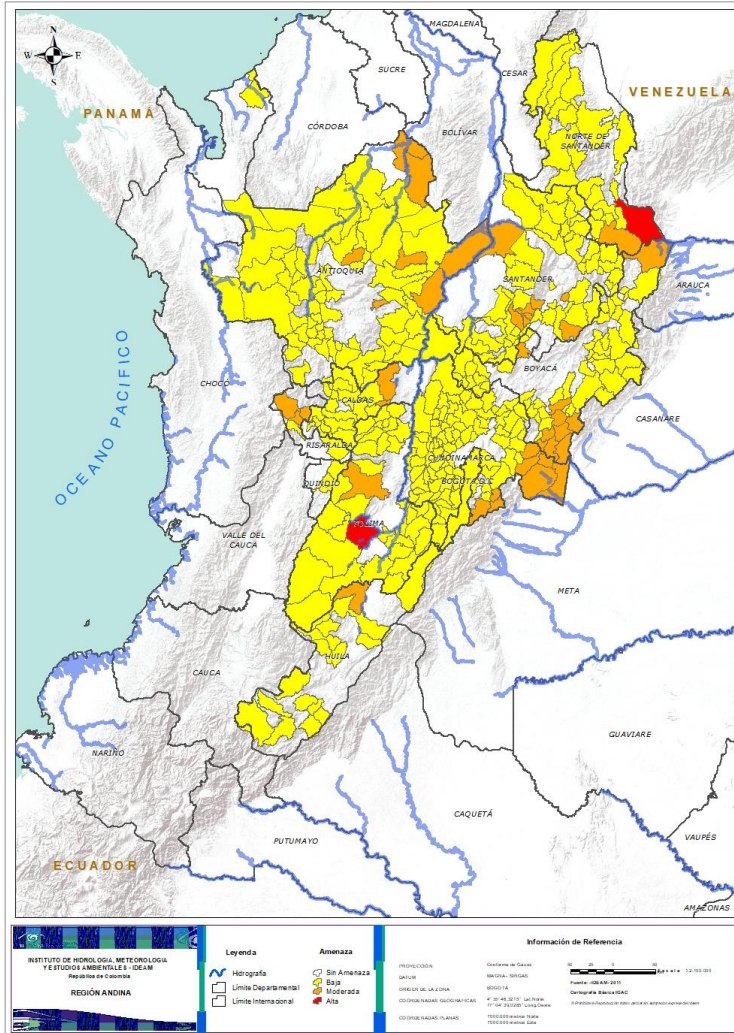 N
W E
S
MAGDALENA
SUCRE
CESAR
VENEZUELA
PANAMÁ
CÓRDOBA
BOLÍVAR
NORTE DE
SANTANDER
ANTIOQUIA
SANTANDER
ARAUCA
OCEANO PACIFICO
CHOCÓ
BOYACÁ
CALDAS
CASANARE
RISARALDA
CUNDINAMARCA
QUINDIO
BOGOTÁ D.C
TOLIMA
VALLE DEL
CAUCA
META
HUILA
CAUCA
NARIÑO
GUAVIARE
CAQUETÁ
PUTUMAYO
VAUPÉS
ECUADOR
AMAZONAS
INSTITUTO DE HIDROLOGIA, METEOROLOGIA
Y ESTUDIOS AMBIENTALES - IDEAM
República de Colombia
REGIÓN ANDINA
Leyenda
Hidrografía
Límite Departamental
Límite Internacional
Amenaza
Sin Amenaza
Baja
Moderada
Alta
Información de Referencia
PROYECCIÓN Conforme de Gauss
DATUM MAGNA - SIRGAS
ORIGEN DE LA ZONA BOGOTÁ
COORDENADAS GEOGRÁFICAS
COORDENADAS PLANAS
Fuente: IDEAM 2011
Cartografía Básica IGAC